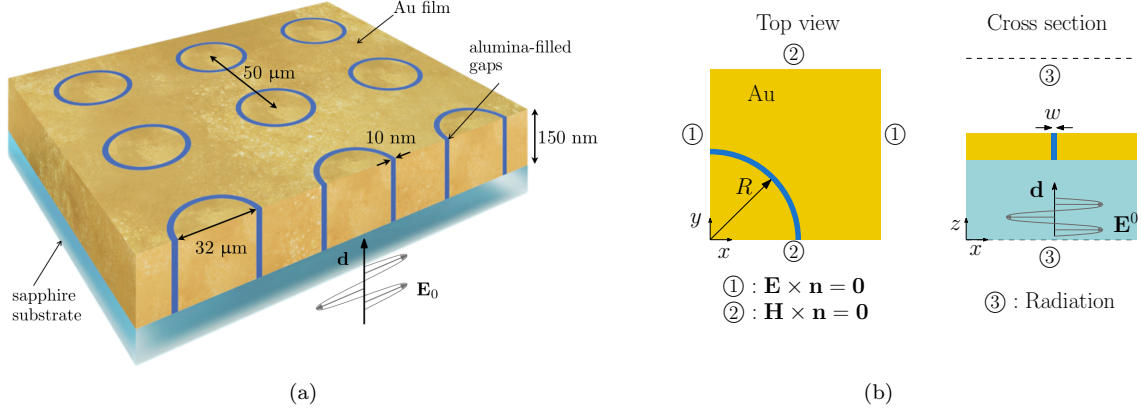 Au film
alumina-filled
gaps
50 μm
10 nm
150 nm
32 μm
d
E₀
sapphire
substrate
(a)
Top view
②
Au
①
①
R
y
x
②
① : E × n = 0
② : H × n = 0
Cross section
③
w
d
E⁰
z
x
③
③ : Radiation
(b)